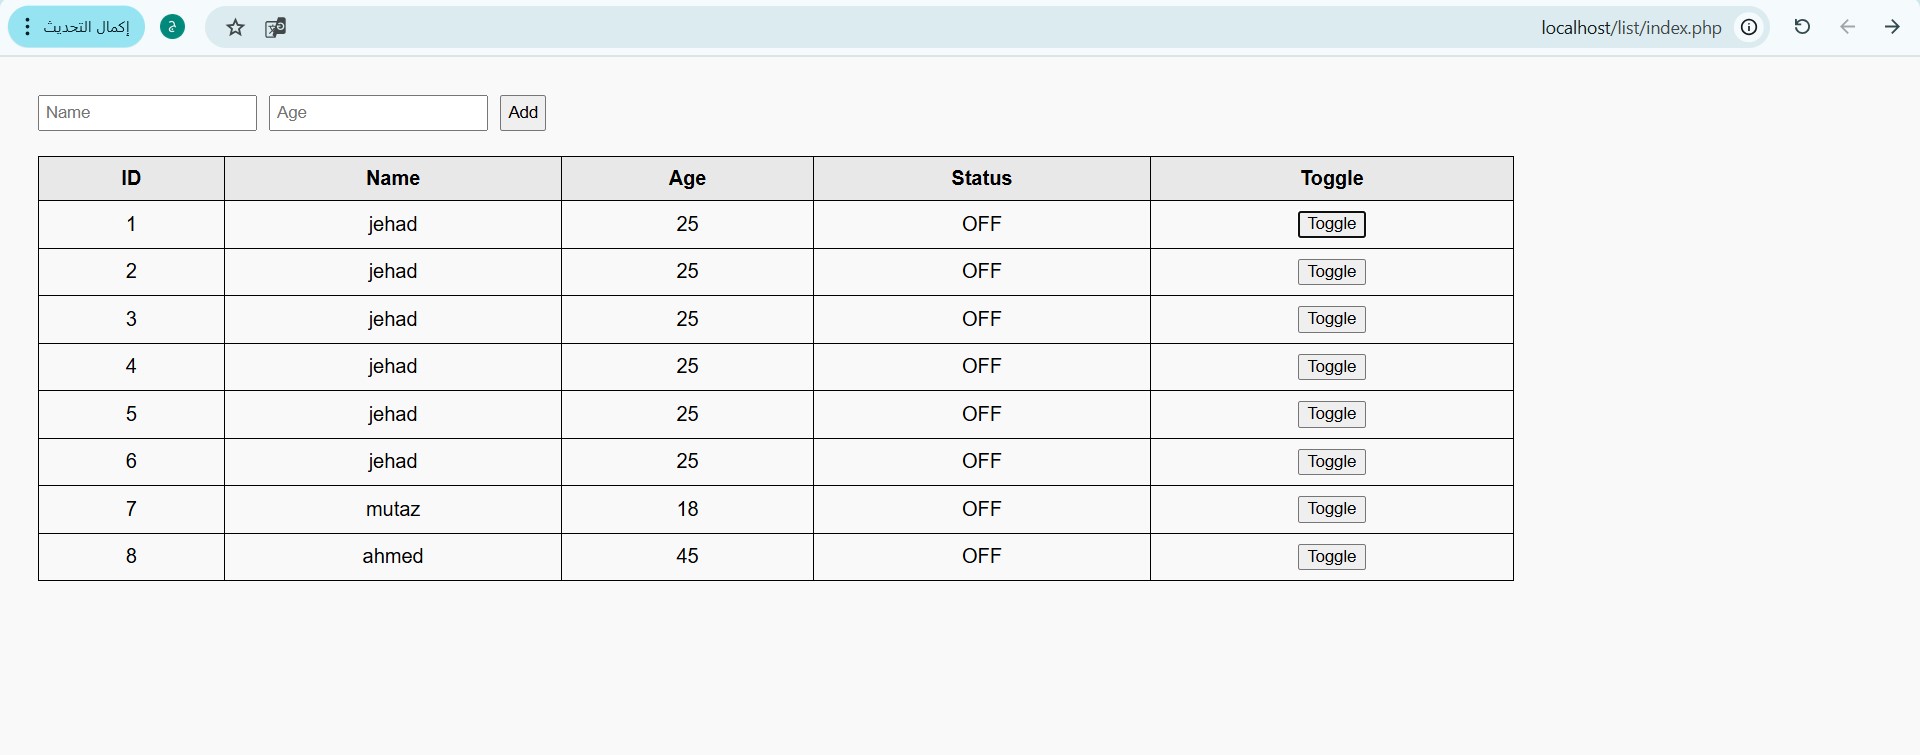 إكمال التحديث
localhost/list/index.php
Name Age Add
ID Name Age Status Toggle
1 jehad 25 OFF Toggle
2 jehad 25 OFF Toggle
3 jehad 25 OFF Toggle
4 jehad 25 OFF Toggle
5 jehad 25 OFF Toggle
6 jehad 25 OFF Toggle
7 mutaz 18 OFF Toggle
8 ahmed 45 OFF Toggle